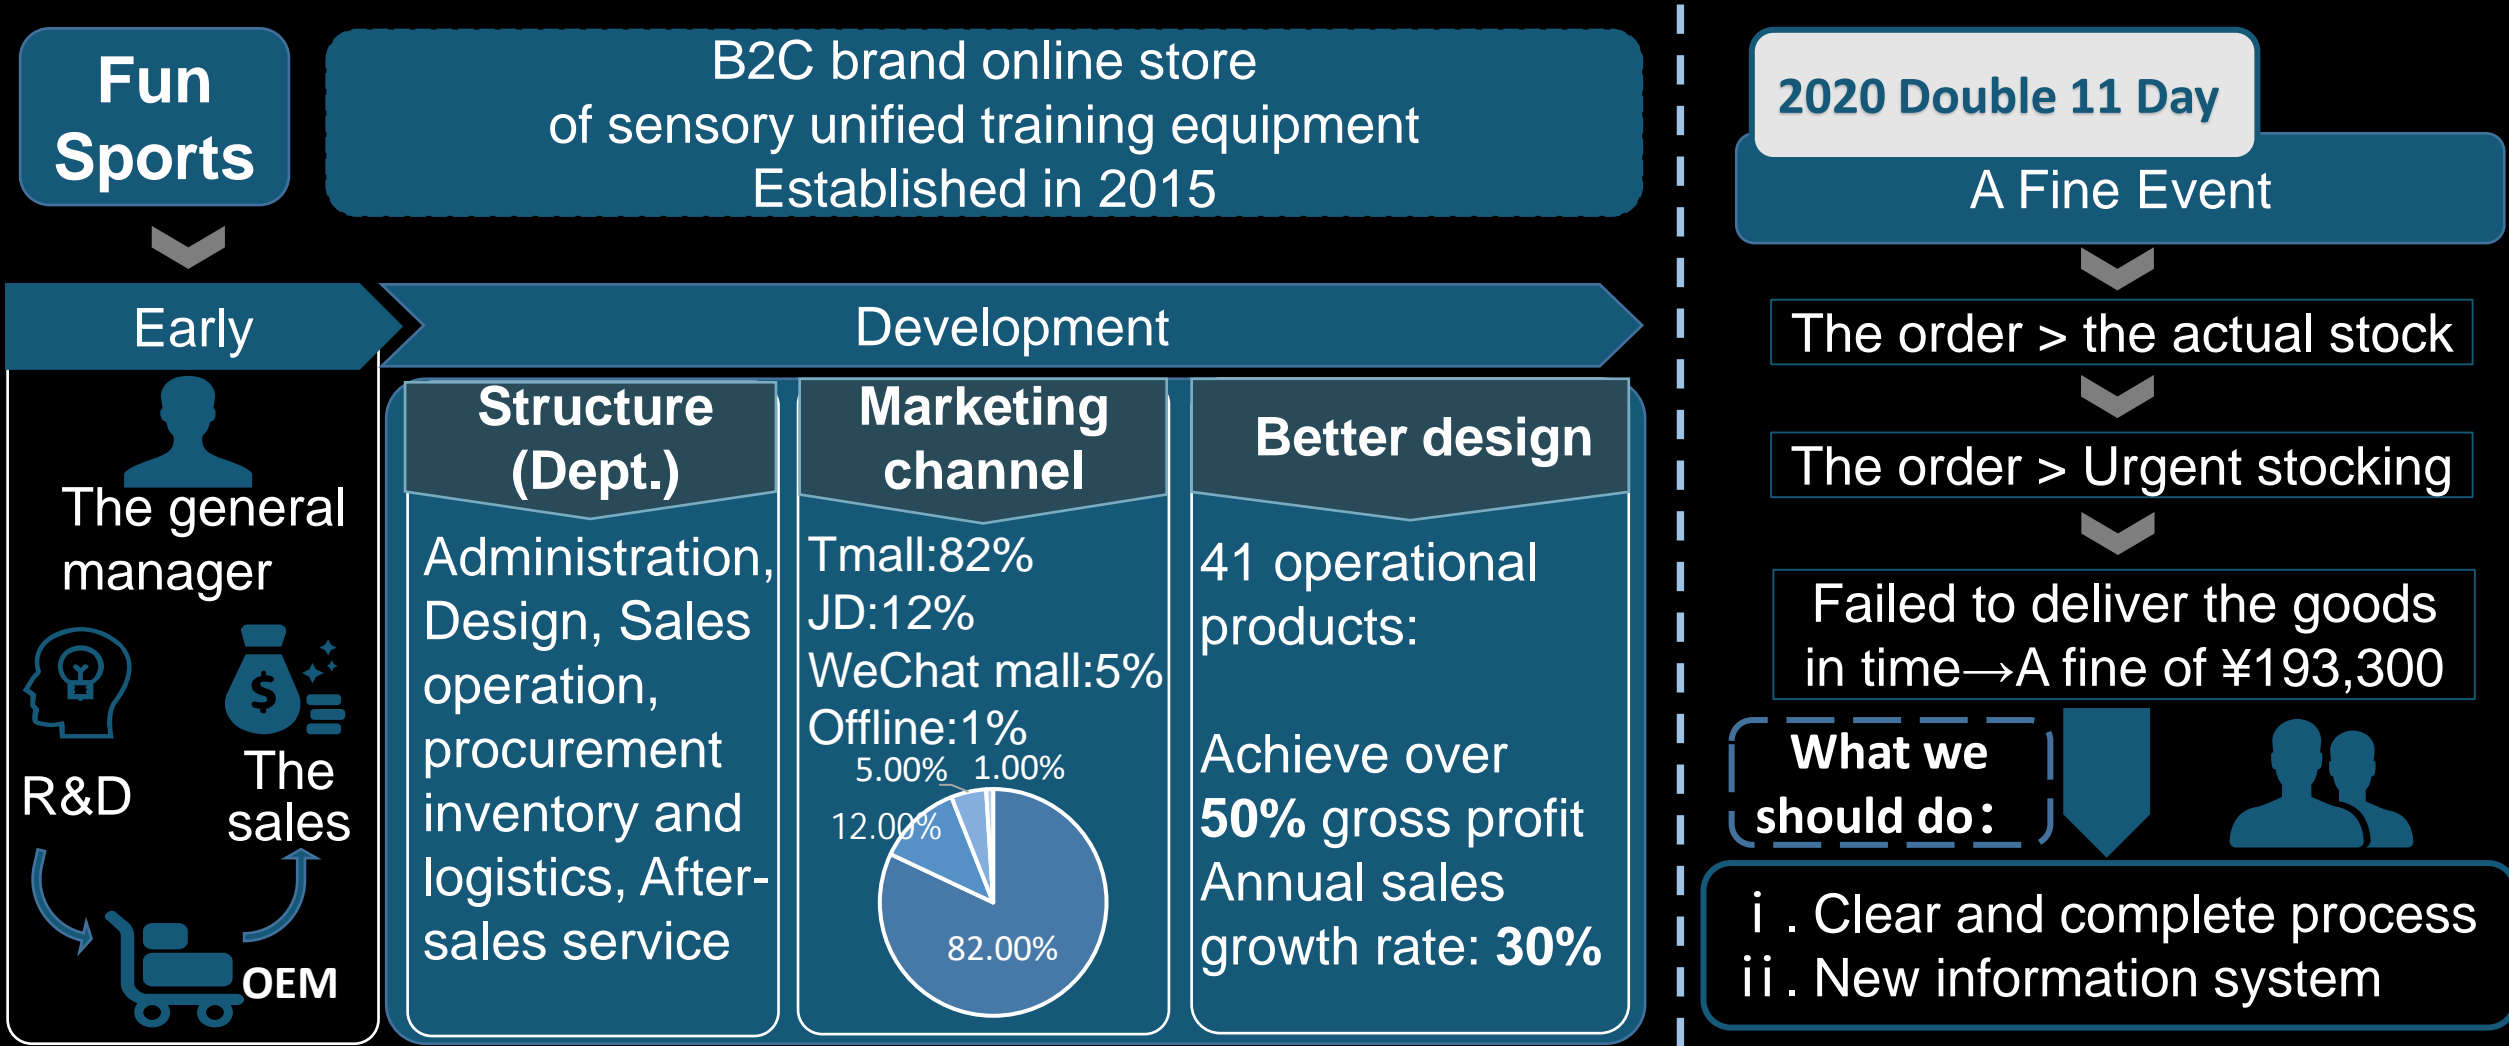 Fun
Sports
B2C brand online store
of sensory unified training equipment
Established in 2015
Early
The general
manager
R&D
The
sales
OEM
Development
Structure
(Dept.)
Administration,
Design, Sales
operation,
procurement
inventory and
logistics, After-
sales service
Marketing
channel
Tmall:82%
JD:12%
WeChat mall:5%
Offline:1%
5.00%
1.00%
12.00%
82.00%
Better design
41 operational
products:
Achieve over
50% gross profit
Annual sales
growth rate: 30%
2020 Double 11 Day
A Fine Event
The order > the actual stock
The order > Urgent stocking
Failed to deliver the goods
in time→A fine of ¥193,300
What we
should do：
ⅰ. Clear and complete process
ⅱ. New information system